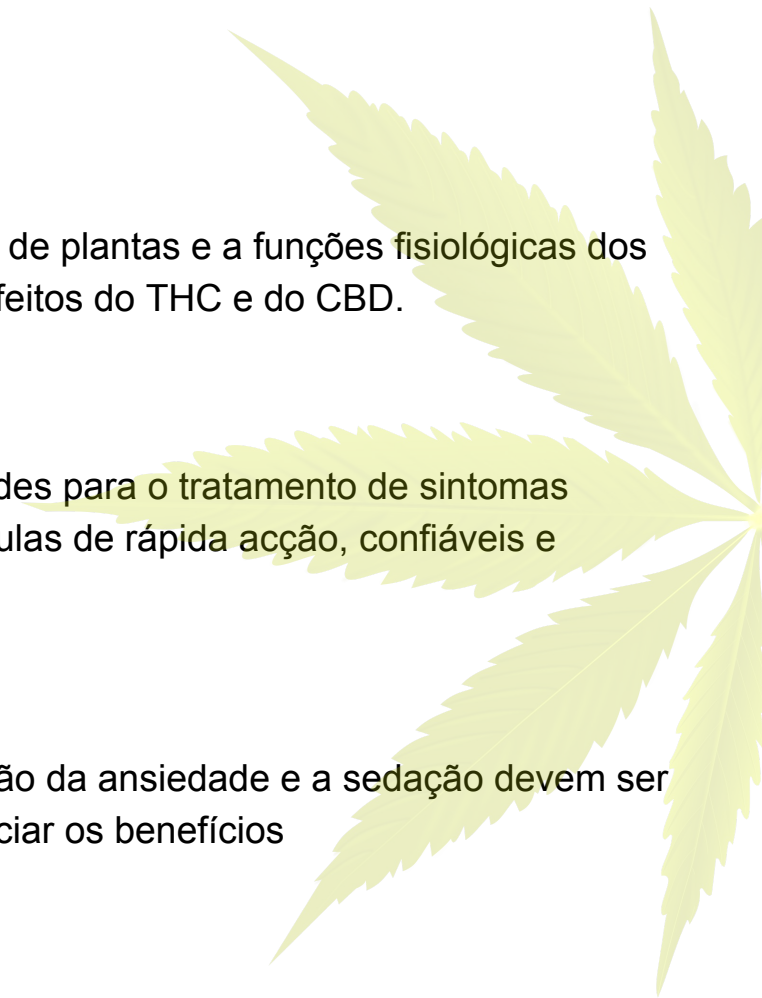 de plantas e a funções fisiológicas dos
feitos do THC e do CBD.
des para o tratamento de sintomas
ulas de rápida acção, confiáveis e
ão da ansiedade e a sedação devem ser
ciar os benefícios